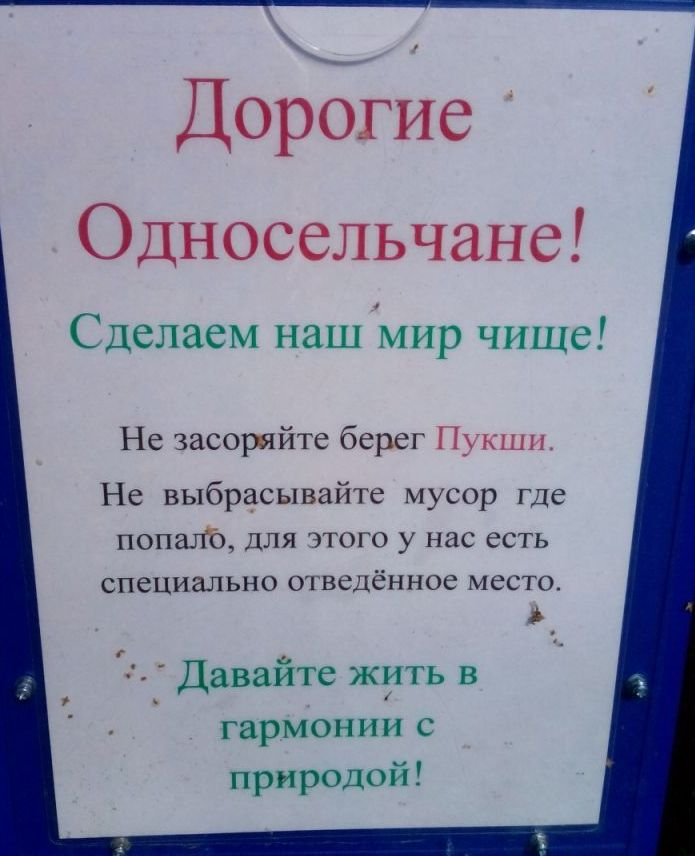 Дорогие
Односельчане!
Сделаем наш мир чище!
Не засоряйте берег Пукши.
Не выбрасывайте мусор где
попало, для этого у нас есть
специально отведённое место.
Давайте жить в
гармонии с
природой!